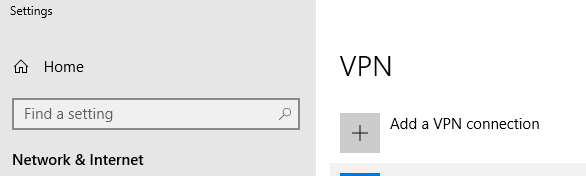 Settings
Home
Find a setting
Network & Internet
VPN
Add a VPN connection